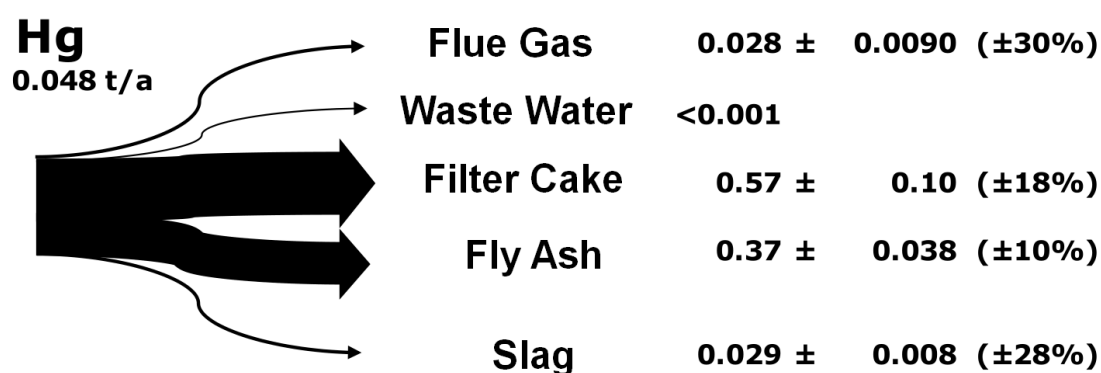 Hg
0.048 t/a
Flue Gas 0.028 ± 0.0090 (±30%)
Waste Water <0.001
Filter Cake 0.57 ± 0.10 (±18%)
Fly Ash 0.37 ± 0.038 (±10%)
Slag 0.029 ± 0.008 (±28%)